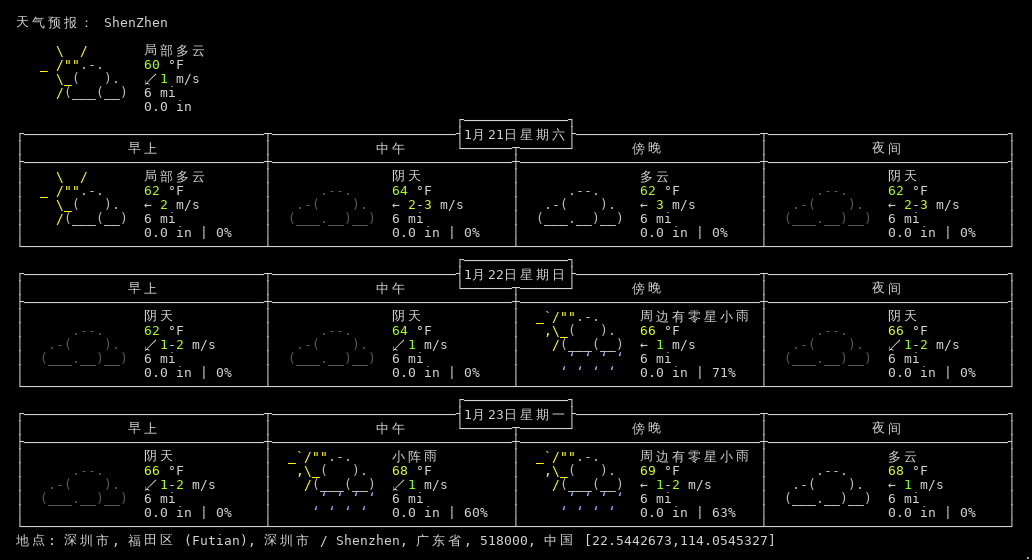 天气预报： ShenZhen
局部多云
60 °F
↙1 m/s
6 mi
0.0 in
1月21日星期六
早上 中午 傍晚 夜间
局部多云 阴天 多云 阴天
62 °F 64 °F 62 °F 62 °F
← 2 m/s ← 2-3 m/s ← 3 m/s ← 2-3 m/s
6 mi 6 mi 6 mi 6 mi
0.0 in | 0% 0.0 in | 0% 0.0 in | 0% 0.0 in | 0%
1月22日星期日
早上 中午 傍晚 夜间
阴天 阴天 周边有零星小雨 阴天
62 °F 64 °F 66 °F 66 °F
↙1-2 m/s ↙1 m/s ← 1 m/s ↙1-2 m/s
6 mi 6 mi 6 mi 6 mi
0.0 in | 0% 0.0 in | 0% 0.0 in | 71% 0.0 in | 0%
1月23日星期一
早上 中午 傍晚 夜间
阴天 小阵雨 周边有零星小雨 多云
66 °F 68 °F 69 °F 68 °F
↙1-2 m/s ↙1 m/s ← 1-2 m/s ← 1 m/s
6 mi 6 mi 6 mi 6 mi
0.0 in | 0% 0.0 in | 60% 0.0 in | 63% 0.0 in | 0%
地点: 深圳市, 福田区 (Futian), 深圳市 / Shenzhen, 广东省, 518000, 中国 [22.5442673,114.0545327]